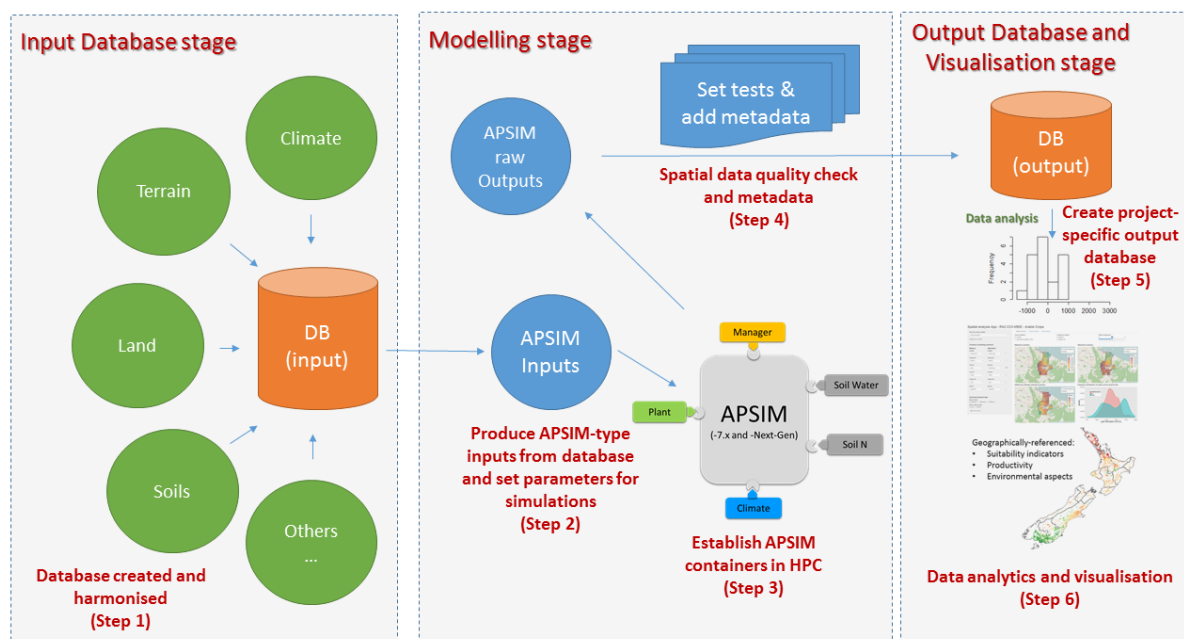 Input Database stage
Climate
Terrain
Land
DB
(input)
Soils
Others
...
Database created and
harmonised
(Step 1)
Modelling stage
Set tests &
add metadata
APSIM
raw
Outputs
Spatial data quality check
and metadata
(Step 4)
APSIM
Inputs
Produce APSIM-type
inputs from database
and set parameters for
simulations
(Step 2)
Manager
Plant
Soil Water
APSIM
(-7.x and -Next-Gen)
Soil N
Climate
Establish APSIM
containers in HPC
(Step 3)
Output Database and
Visualisation stage
DB
(output)
Data analysis
Create project-
specific output
database
(Step 5)
Frequency
0 2 4 6
-1000 0 1000 3000
Geographically-referenced:
• Suitability indicators
• Productivity
• Environmental aspects
Data analytics and visualisation
(Step 6)